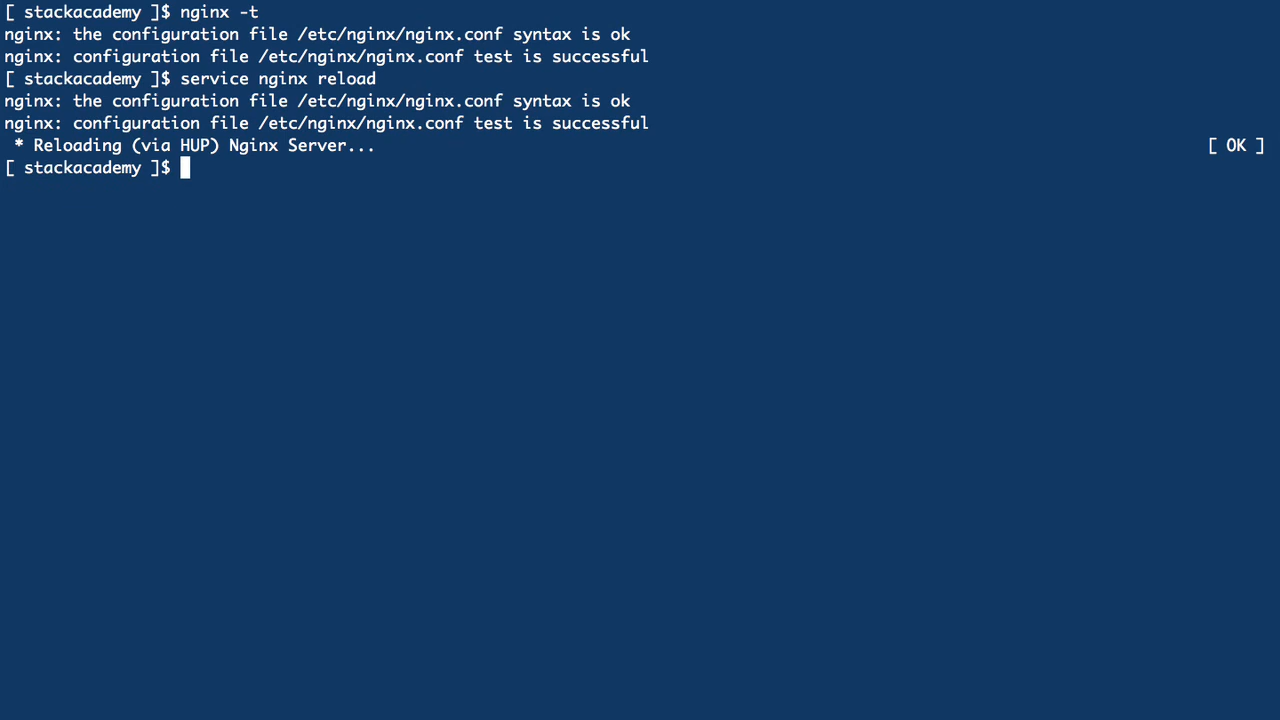 [ stackacademy ]$ nginx -t
nginx: the configuration file /etc/nginx/nginx.conf syntax is ok
nginx: configuration file /etc/nginx/nginx.conf test is successful
[ stackacademy ]$ service nginx reload
nginx: the configuration file /etc/nginx/nginx.conf syntax is ok
nginx: configuration file /etc/nginx/nginx.conf test is successful
 * Reloading (via HUP) Nginx Server... [ OK ]
[ stackacademy ]$